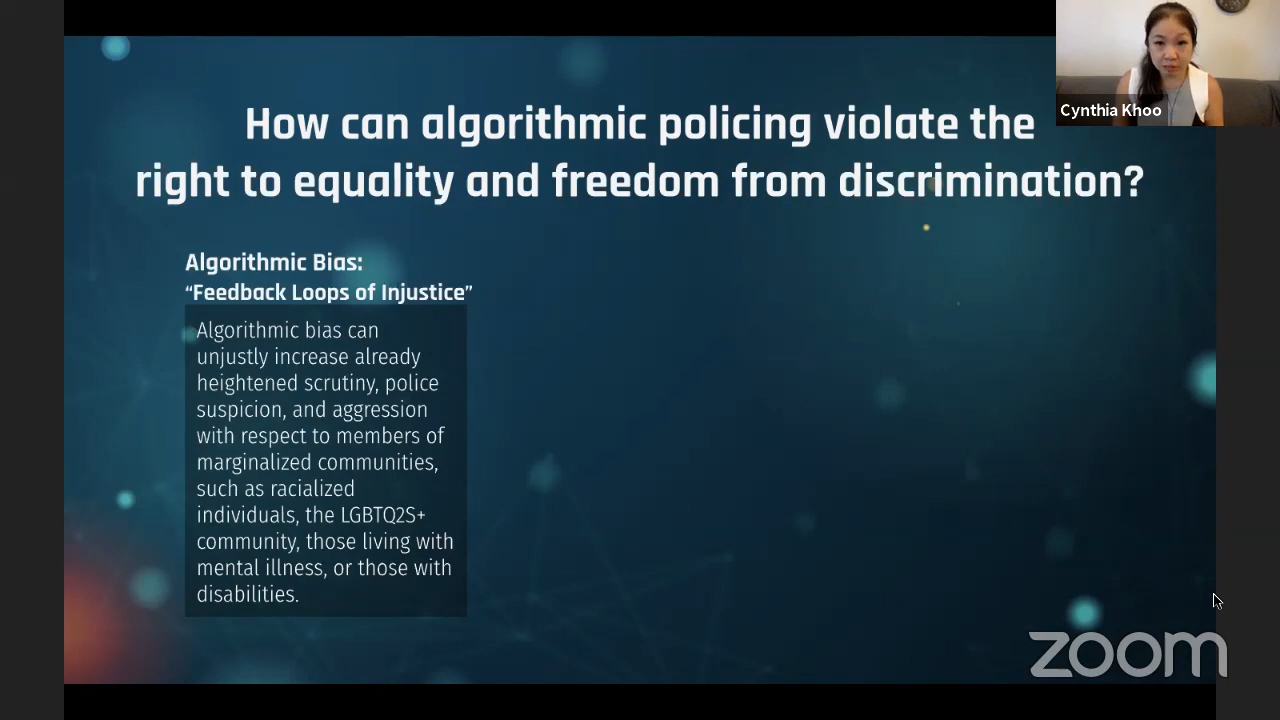 How can algorithmic policing violate the
right to equality and freedom from discrimination?
Cynthia Khoo
Algorithmic Bias:
“Feedback Loops of Injustice”
Algorithmic bias can
unjustly increase already
heightened scrutiny, police
suspicion, and aggression
with respect to members of
marginalized communities,
such as racialized
individuals, the LGBTQ2S+
community, those living with
mental illness, or those with
disabilities.
zoom